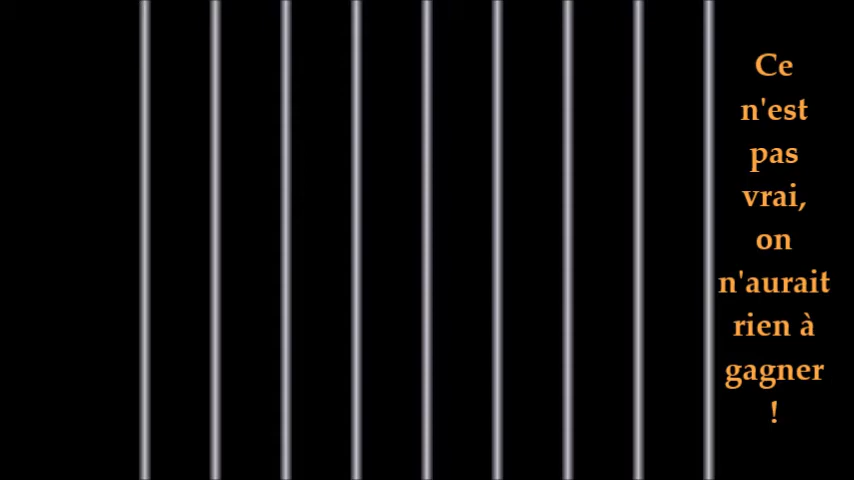 Ce
n'est
pas
vrai,
on
n'aurait
rien à
gagner
!